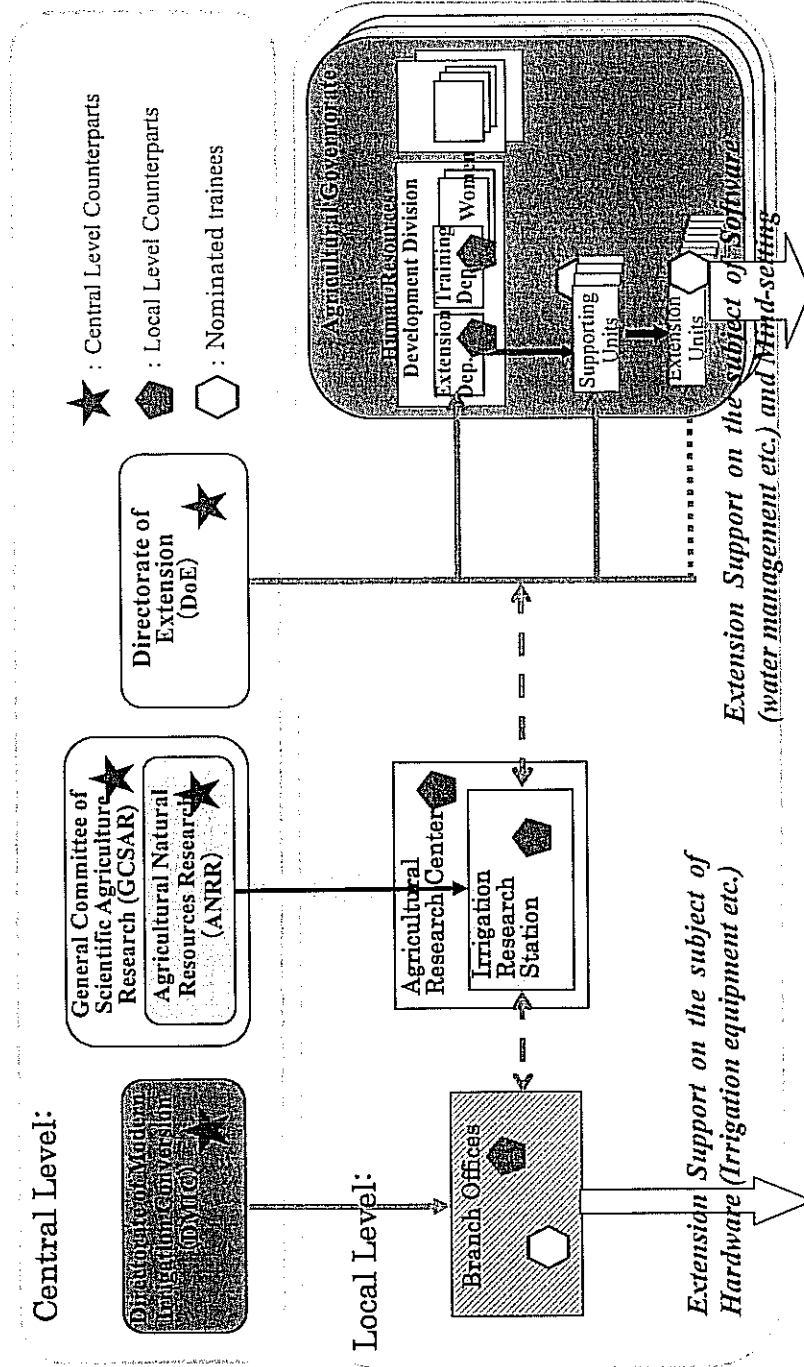 Central Level:
Directorate of Modern
Irrigation Conversion
(DMIC)
General Committee of
Scientific Agriculture
Research (GCSAR)
Agricultural Natural
Resources Research
(ANRR)
Directorate of
Extension
(DoE)
: Central Level Counterparts
: Local Level Counterparts
: Nominated trainees
Local Level:
Branch Offices
Agricultural
Research Center
Irrigation
Research
Station
Agricultural Governorate
Human Resources
Development Division
Extension
Dep.
Training
Dep.
Women
Supporting
Units
Extension
Units
Extension Support on the subject of
Hardware (Irrigation equipment etc.)
Extension Support on the subject of Software
(water management etc.) and Mind-setting